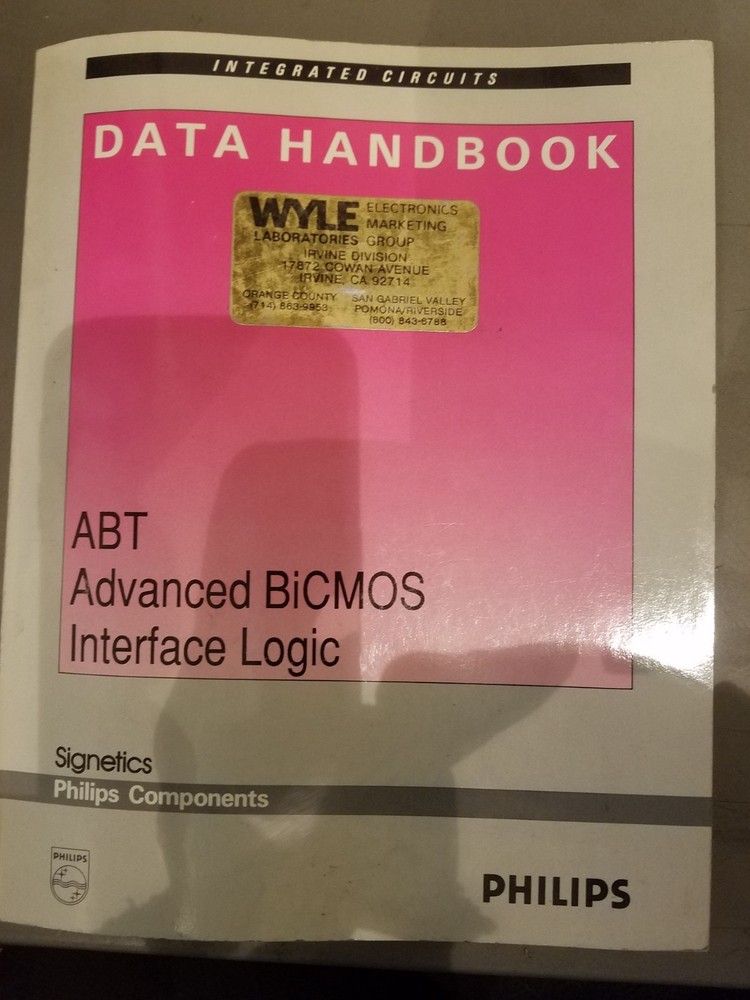 INTEGRATED CIRCUITS
DATA HANDBOOK
WYLE ELECTRONICS
MARKETING
LABORATORIES GROUP
IRVINE DIVISION
17872 COWAN AVENUE
IRVINE, CA 92714
ORANGE COUNTY SAN GABRIEL VALLEY
(714) 863-9953 POMONA/RIVERSIDE
(800) 843-6788
ABT
Advanced BiCMOS
Interface Logic
Signetics
Philips Components
PHILIPS
PHILIPS